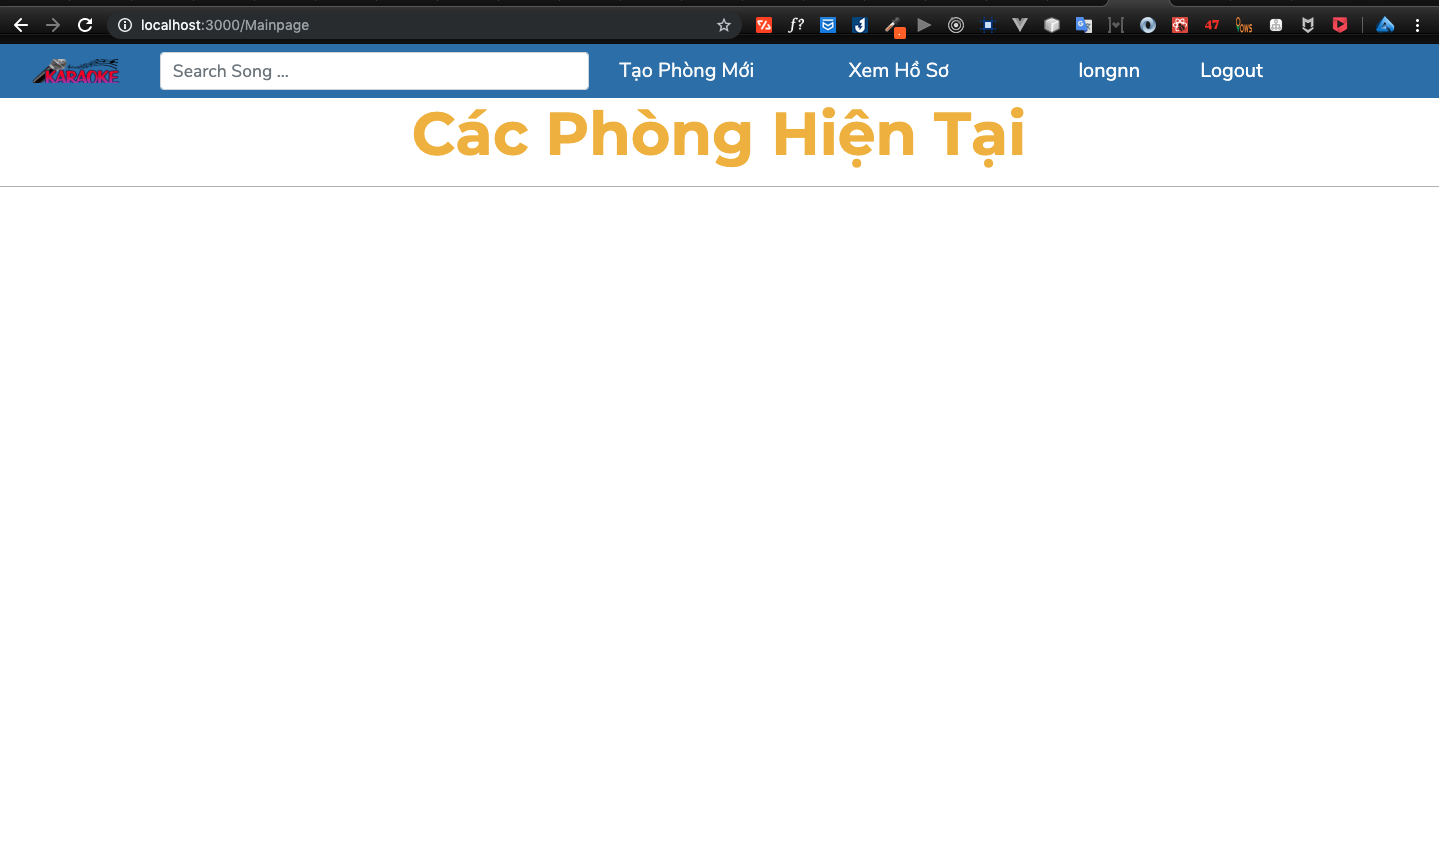 localhost:3000/Mainpage
KARAOKE
Search Song ...
Tạo Phòng Mới
Xem Hồ Sơ
longnn
Logout
Các Phòng Hiện Tại